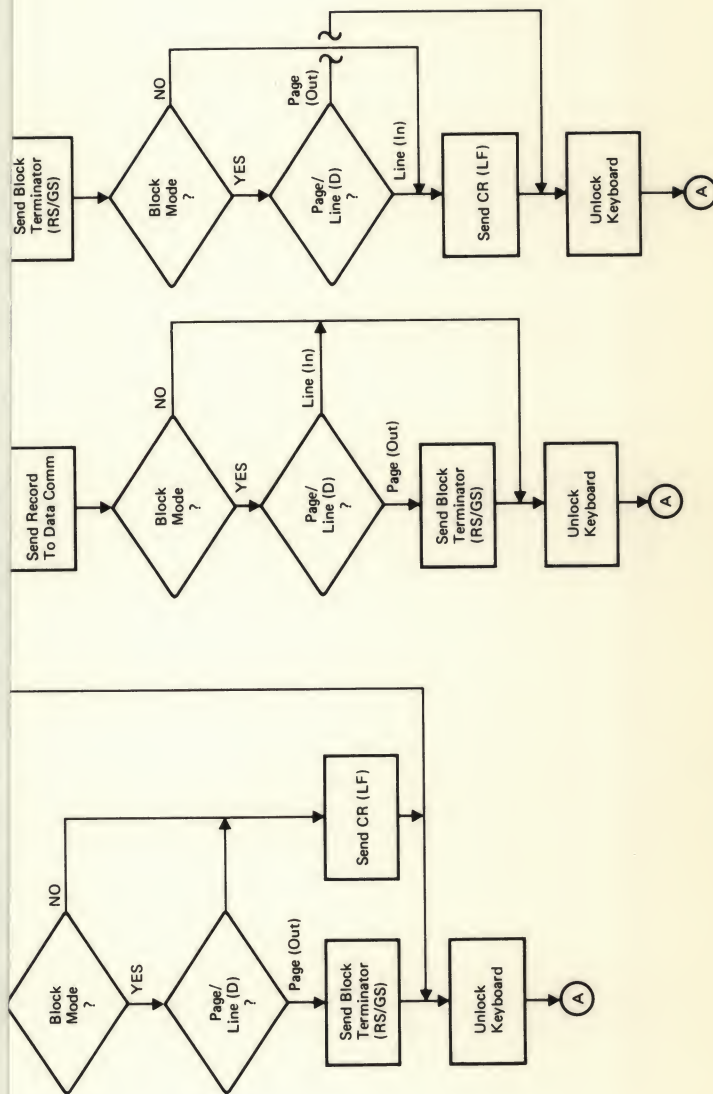 Block
Mode
?
NO
YES
Page/
Line (D)
?
Page (Out)
Send Block
Terminator
(RS/GS)
Send CR (LF)
Unlock
Keyboard
A
Send Record
To Data Comm
Block
Mode
?
NO
YES
Page/
Line (D)
?
Line (In)
Page (Out)
Send Block
Terminator
(RS/GS)
Unlock
Keyboard
A
Send Block
Terminator
(RS/GS)
Block
Mode
?
NO
YES
Page/
Line (D)
?
Page
(Out)
Line (In)
Send CR (LF)
Unlock
Keyboard
A